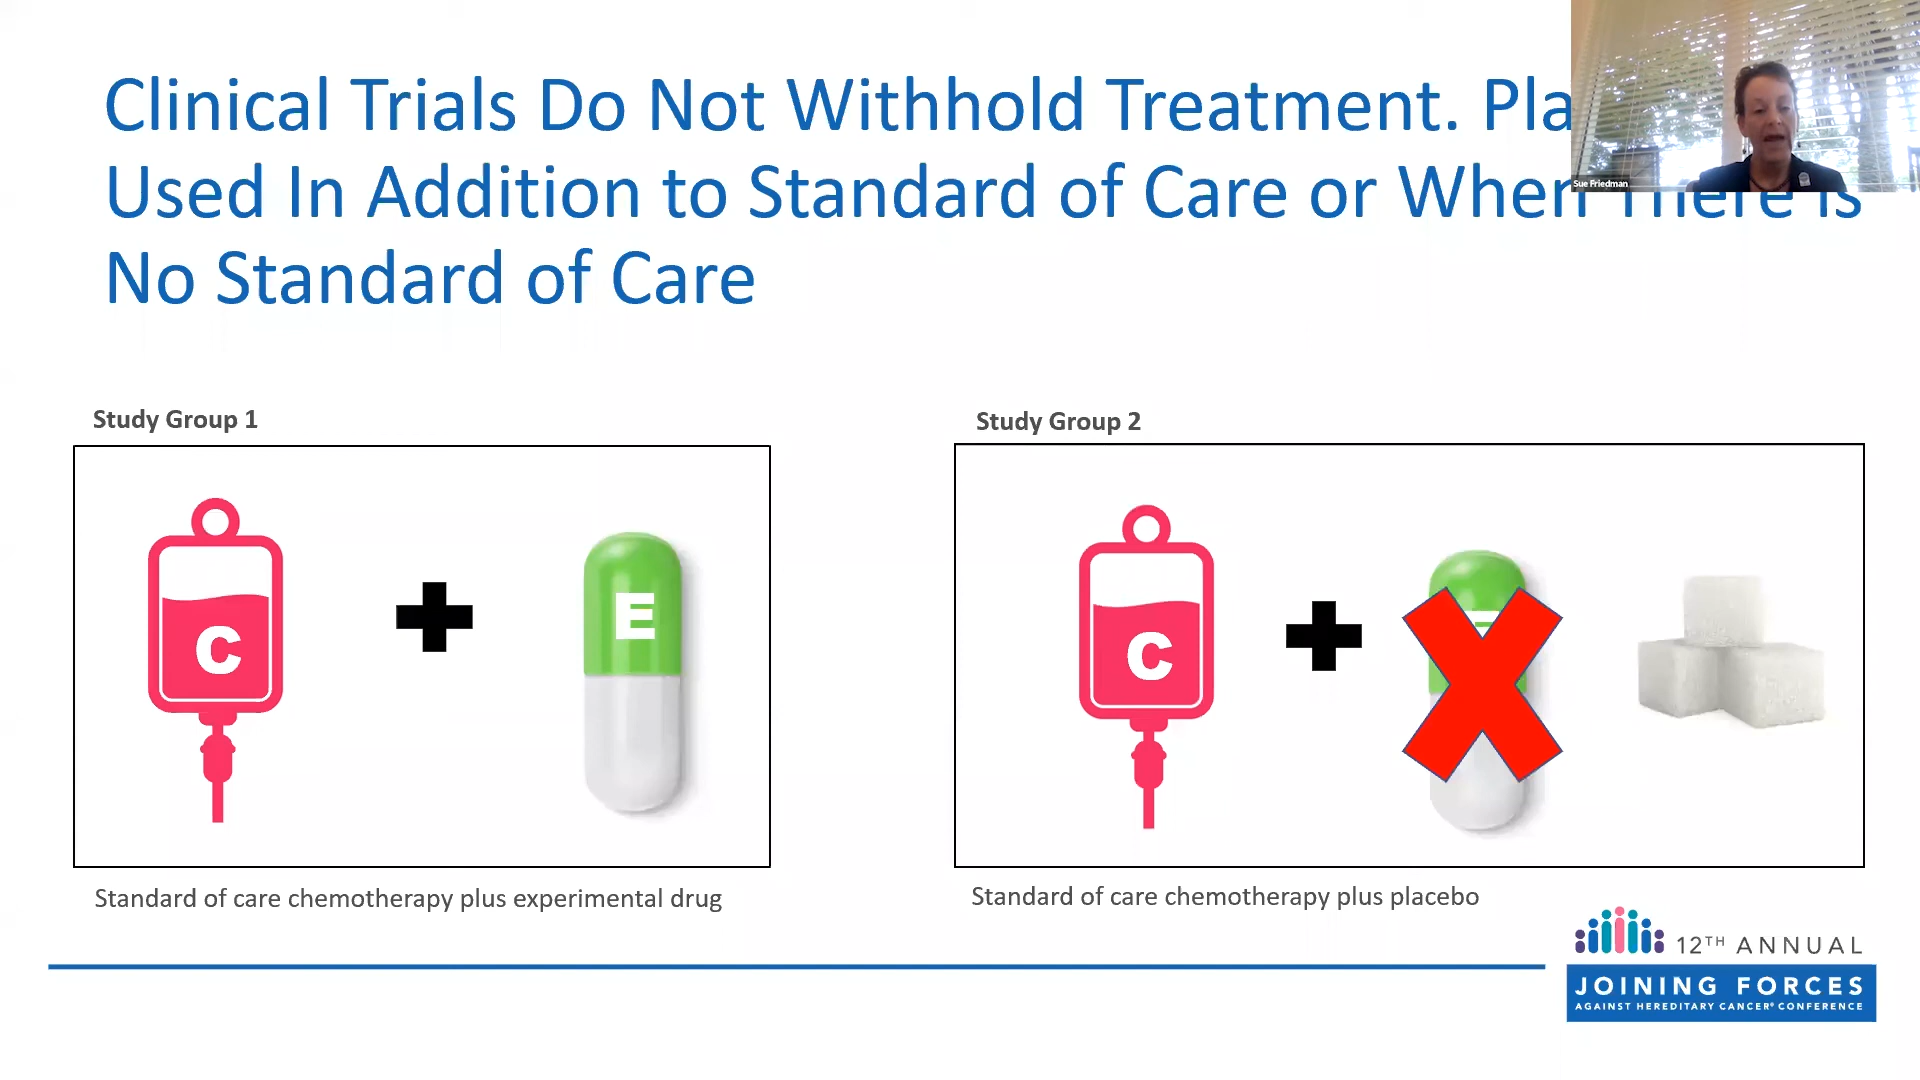 Clinical Trials Do Not Withhold Treatment.
Sue Friedman
Used In Addition to Standard of Care or When There is
No Standard of Care
Study Group 1
Study Group 2
C
E
C
Standard of care chemotherapy plus experimental drug
Standard of care chemotherapy plus placebo
12TH ANNUAL
JOINING FORCES
AGAINST HEREDITARY CANCER® CONFERENCE